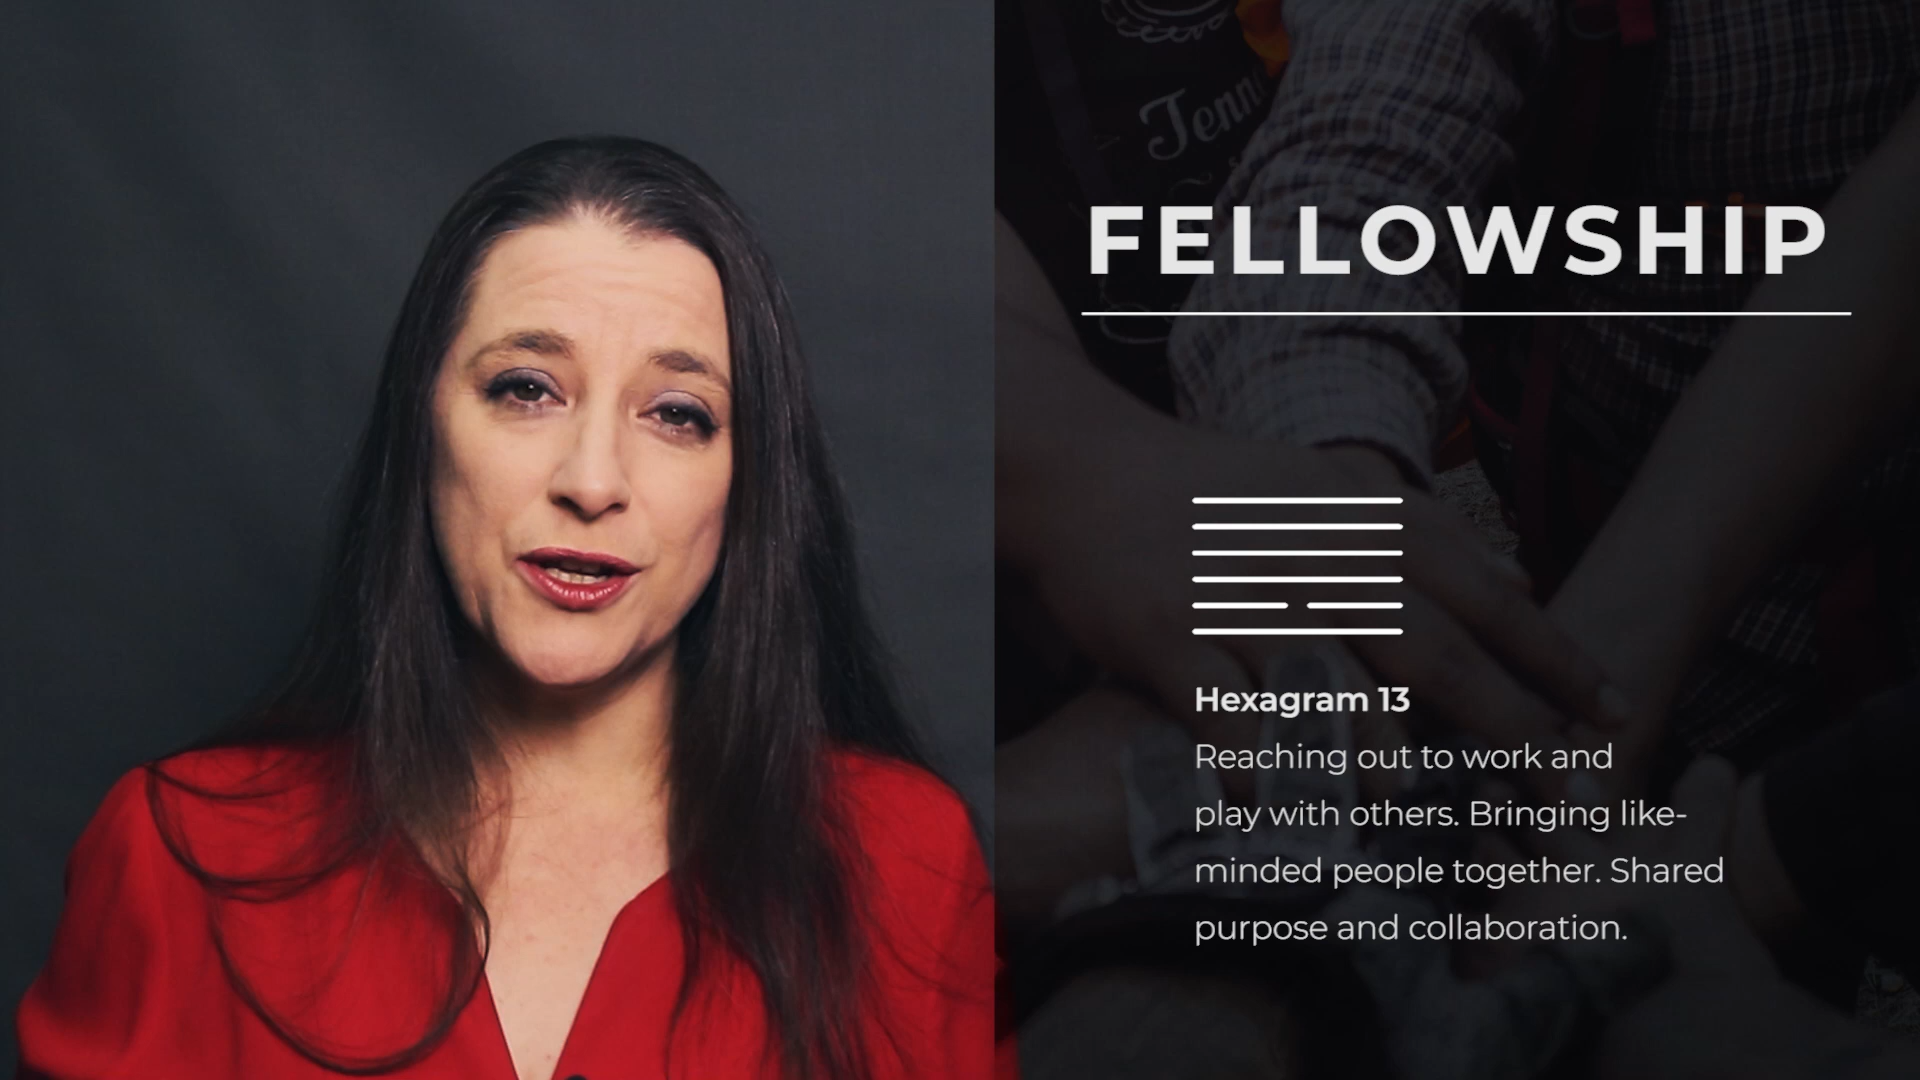 FELLOWSHIP
Hexagram 13
Reaching out to work and
play with others. Bringing like-
minded people together. Shared
purpose and collaboration.